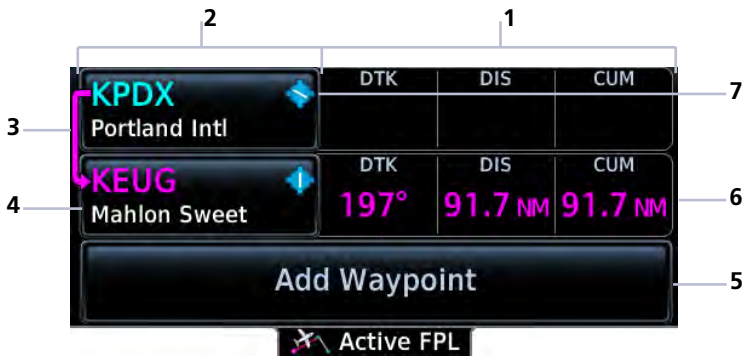 2 1
KPDX DTK DIS CUM 7
Portland Intl
3
KEUG DTK DIS CUM
4 Mahlon Sweet 197° 91.7 NM 91.7 NM 6
Add Waypoint 5
Active FPL